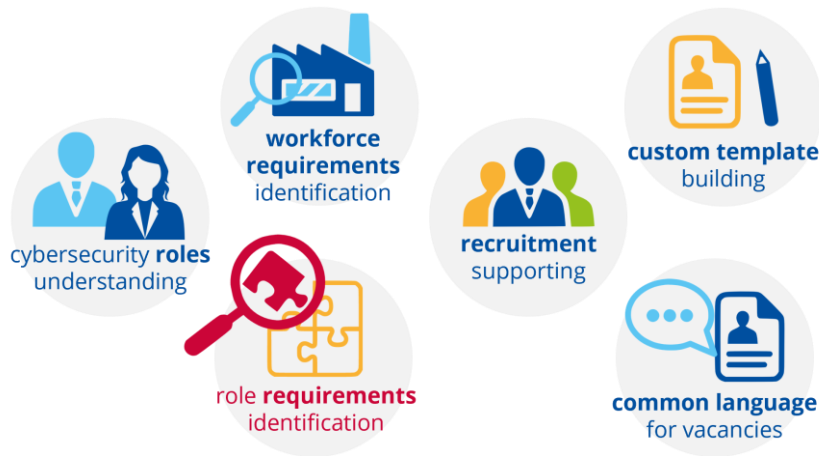 workforce
requirements
identification
custom template
building
cybersecurity roles
understanding
recruitment
supporting
role requirements
identification
common language
for vacancies